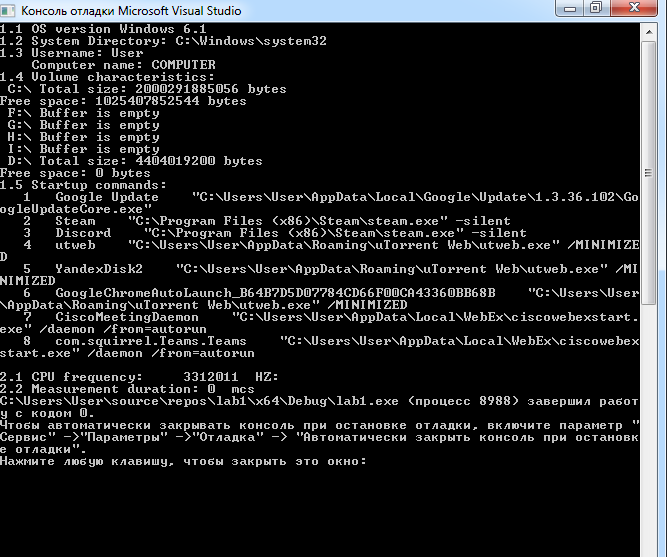 Консоль отладки Microsoft Visual Studio
1.1 OS version Windows 6.1
1.2 System Directory: C:\Windows\system32
1.3 Username: User
Computer name: COMPUTER
1.4 Volume characteristics:
C:\ Total size: 2000291885056 bytes
Free space: 1025407852544 bytes
F:\ Buffer is empty
G:\ Buffer is empty
H:\ Buffer is empty
I:\ Buffer is empty
D:\ Total size: 4404019200 bytes
Free space: 0 bytes
1.5 Startup commands:
1 Google Update "C:\Users\User\AppData\Local\Google\Update\1.3.36.102\Go
ogleUpdateCore.exe"
2 Steam "C:\Program Files (x86)\Steam\steam.exe" -silent
3 Discord "C:\Program Files (x86)\Steam\steam.exe" -silent
4 utweb "C:\Users\User\AppData\Roaming\uTorrent Web\utweb.exe" /MINIMIZE
D
5 YandexDisk2 "C:\Users\User\AppData\Roaming\uTorrent Web\utweb.exe" /MI
NIMIZED
6 GoogleChromeAutoLaunch_B64B7D5D07784CD66F00CA43360BB68B "C:\Users\User
\AppData\Roaming\uTorrent Web\utweb.exe" /MINIMIZED
7 CiscoMeetingDaemon "C:\Users\User\AppData\Local\WebEx\ciscowebexstart.
exe" /daemon /from=autorun
8 com.squirrel.Teams.Teams "C:\Users\User\AppData\Local\WebEx\ciscowebex
start.exe" /daemon /from=autorun
2.1 CPU frequency: 3312011 HZ:
2.2 Measurement duration: 0 mcs
C:\Users\User\source\repos\lab1\x64\Debug\lab1.exe (процесс 8988) завершил работ
у с кодом 0.
Чтобы автоматически закрывать консоль при остановке отладки, включите параметр "
Сервис" ->"Параметры" ->"Отладка" -> "Автоматически закрыть консоль при остановк
е отладки".
Нажмите любую клавишу, чтобы закрыть это окно: